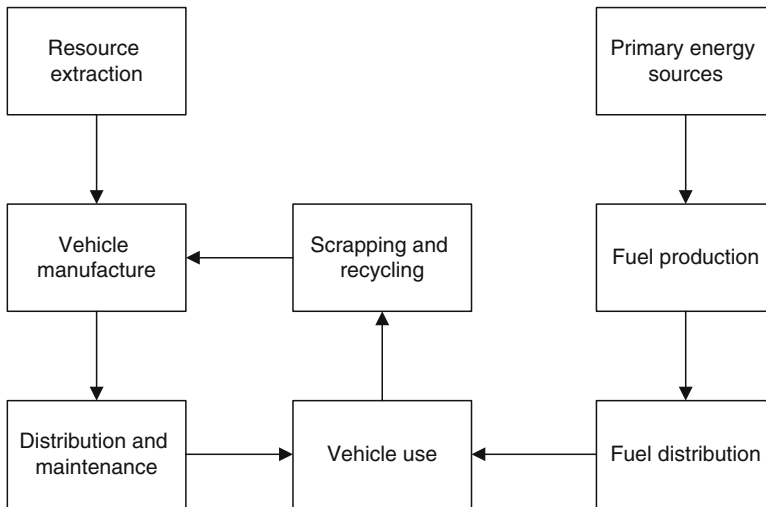 Resource
extraction
Primary energy
sources
Vehicle
manufacture
Scrapping and
recycling
Fuel production
Distribution and
maintenance
Vehicle use
Fuel distribution